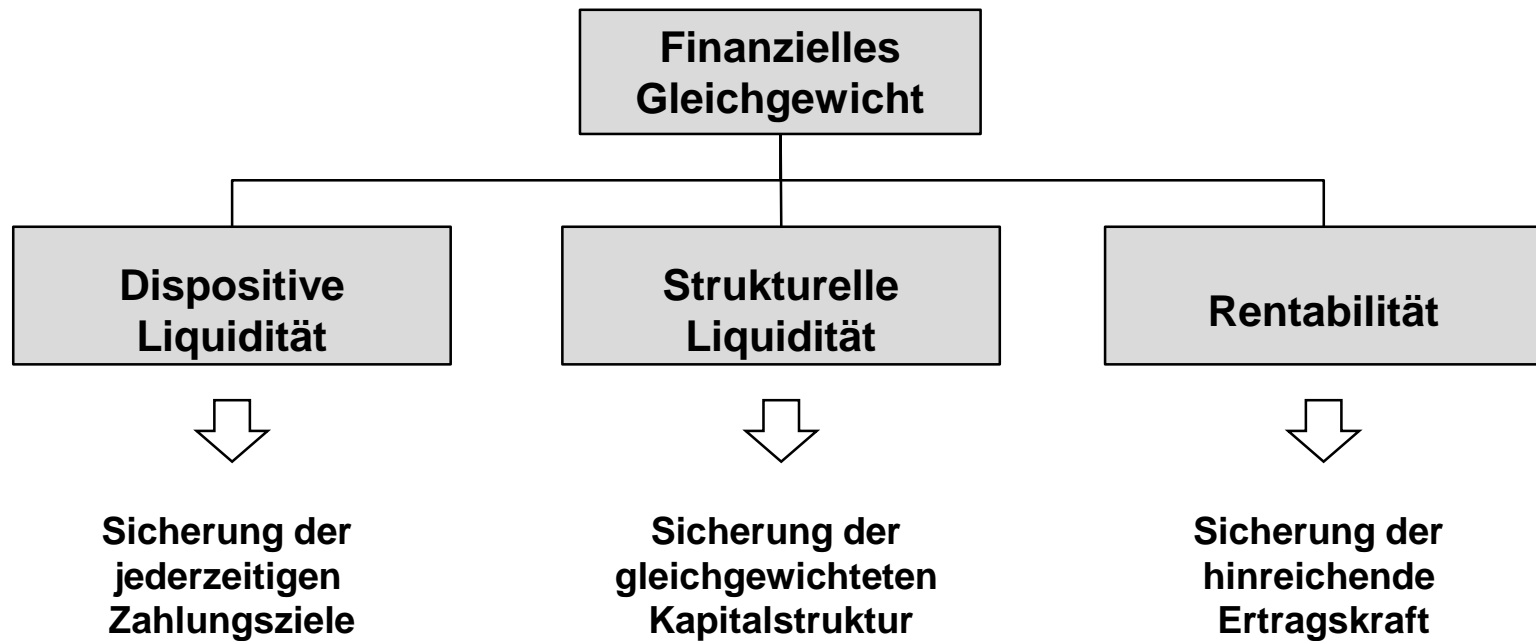 Finanzielles
Gleichgewicht
Dispositive
Liquidität
Strukturelle
Liquidität
Rentabilität
Sicherung der
jederzeitigen
Zahlungsziele
Sicherung der
gleichgewichteten
Kapitalstruktur
Sicherung der
hinreichende
Ertragskraft